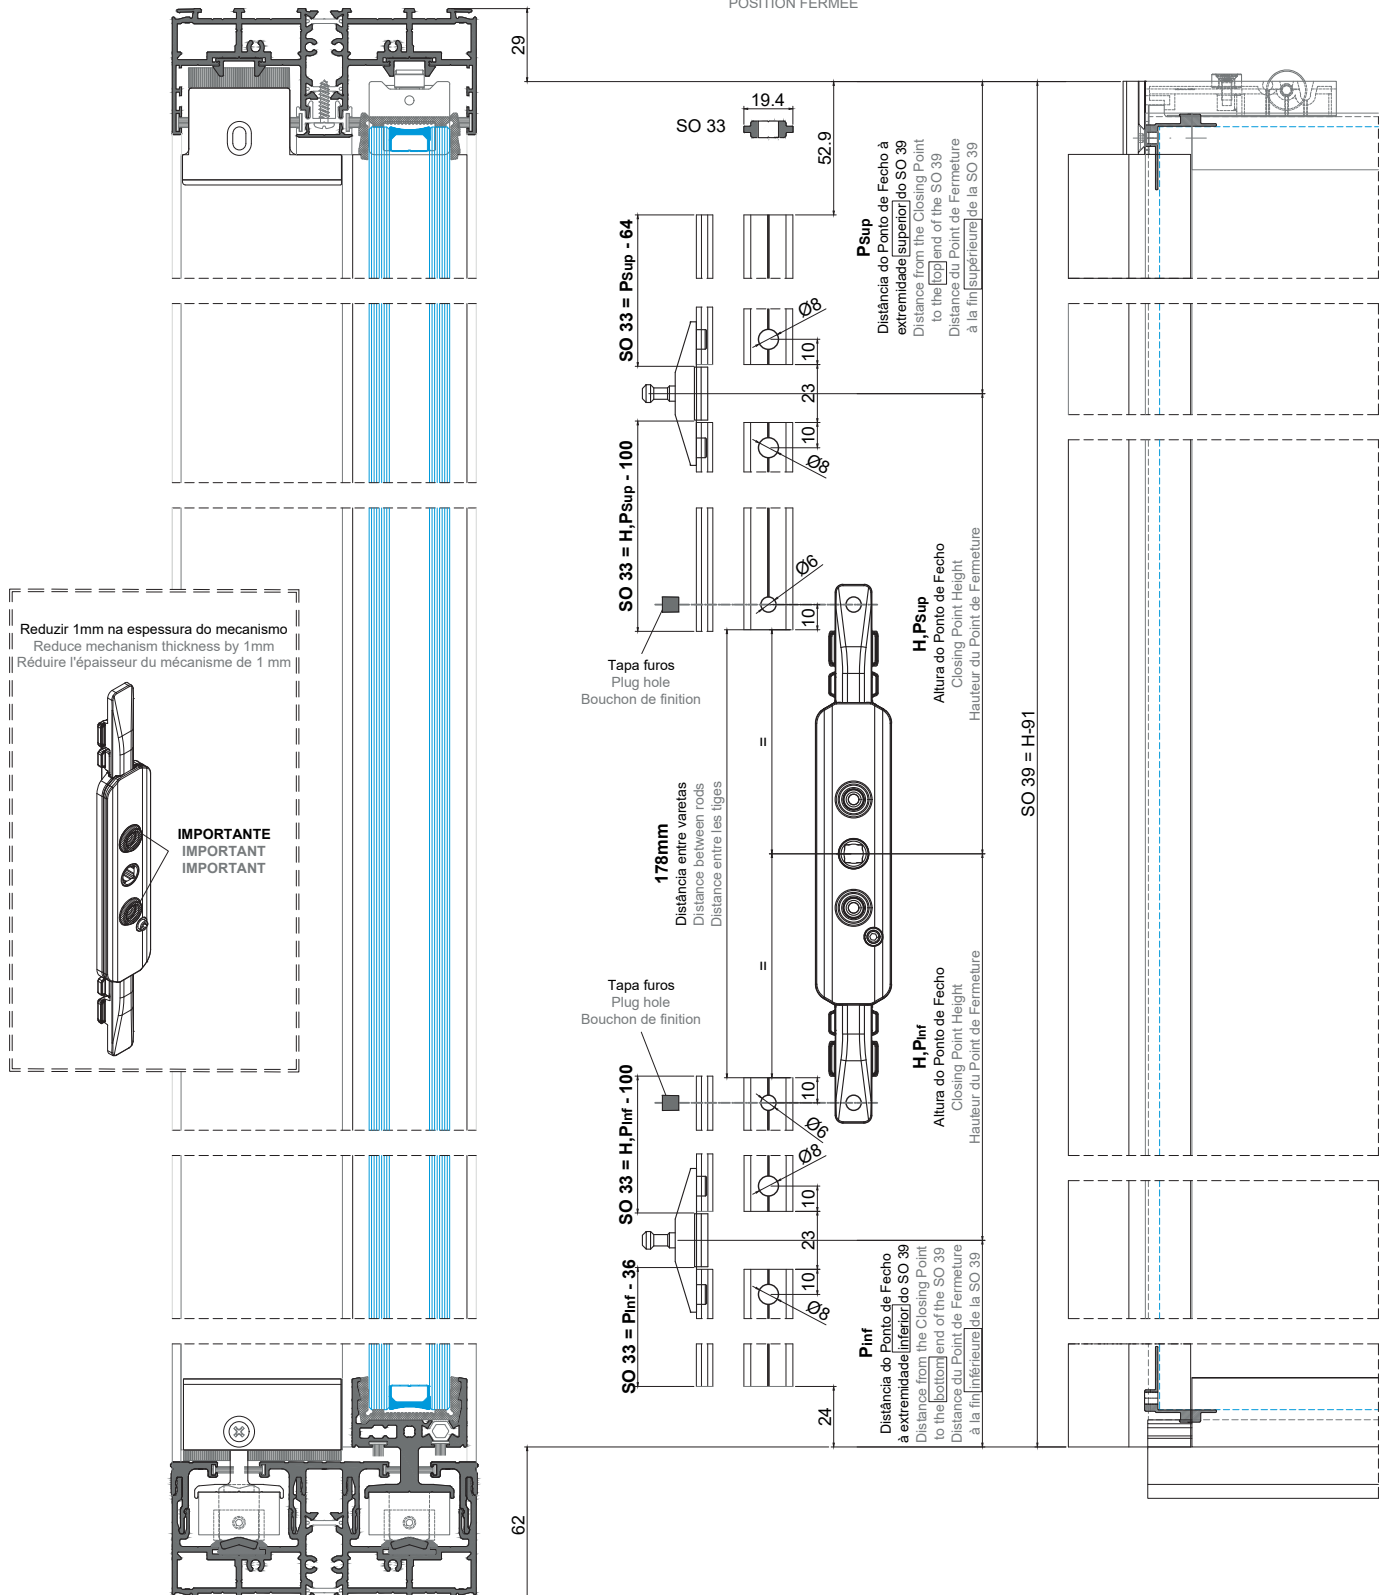 POSITION FERMÉE
29
19.4
SO 33
52.9
PSup
Distância do Ponto de Fecho à
extremidade superior do SO 39
Distance from the Closing Point
to the top end of the SO 39
Distance du Point de Fermeture
à la fin supérieure de la SO 39
SO 33 = PSup - 64
Ø8
10
23
10
Ø8
SO 33 = H,PSup - 100
Ø6
10
Tapa furos
Plug hole
Bouchon de finition
H,PSup
Altura do Ponto de Fecho
Closing Point Height
Hauteur du Point de Fermeture
SO 39 = H-91
Reduzir 1mm na espessura do mecanismo
Reduce mechanism thickness by 1mm
Réduire l'épaisseur du mécanisme de 1 mm
IMPORTANTE
IMPORTANT
IMPORTANT
=
178mm
Distância entre varetas
Distance between rods
Distance entre les tiges
=
Tapa furos
Plug hole
Bouchon de finition
H,PInf
Altura do Ponto de Fecho
Closing Point Height
Hauteur du Point de Fermeture
SO 33 = H,PInf - 100
10
Ø6
Ø8
10
23
10
Ø8
SO 33 = PInf - 36
Pinf
Distância do Ponto de Fecho
à extremidade inferior do SO 39
Distance from the Closing Point
to the bottom end of the SO 39
Distance du Point de Fermeture
à la fin inférieure de la SO 39
24
62